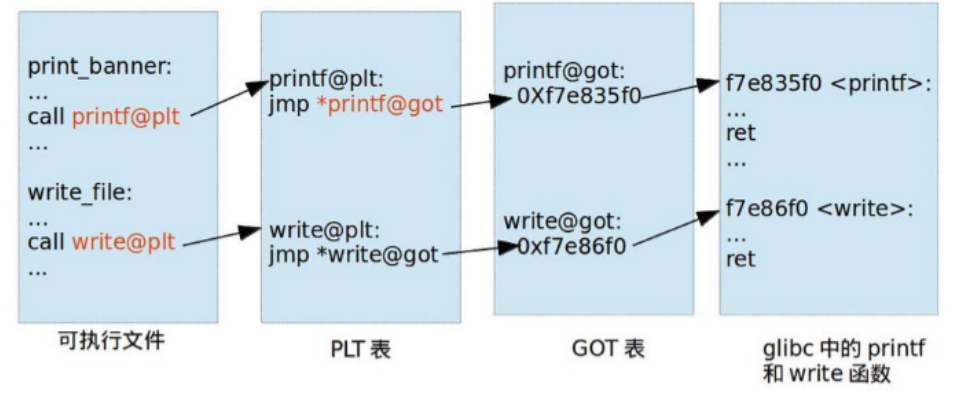 print_banner:
...
call printf@plt
...
write_file:
...
call write@plt
...
可执行文件
printf@plt:
jmp *printf@got
write@plt:
jmp *write@got
PLT 表
printf@got:
0Xf7e835f0
write@got:
0xf7e86f0
GOT 表
f7e835f0 <printf>:
...
ret
...
f7e86f0 <write>:
...
ret
glibc 中的 printf
和 write 函数